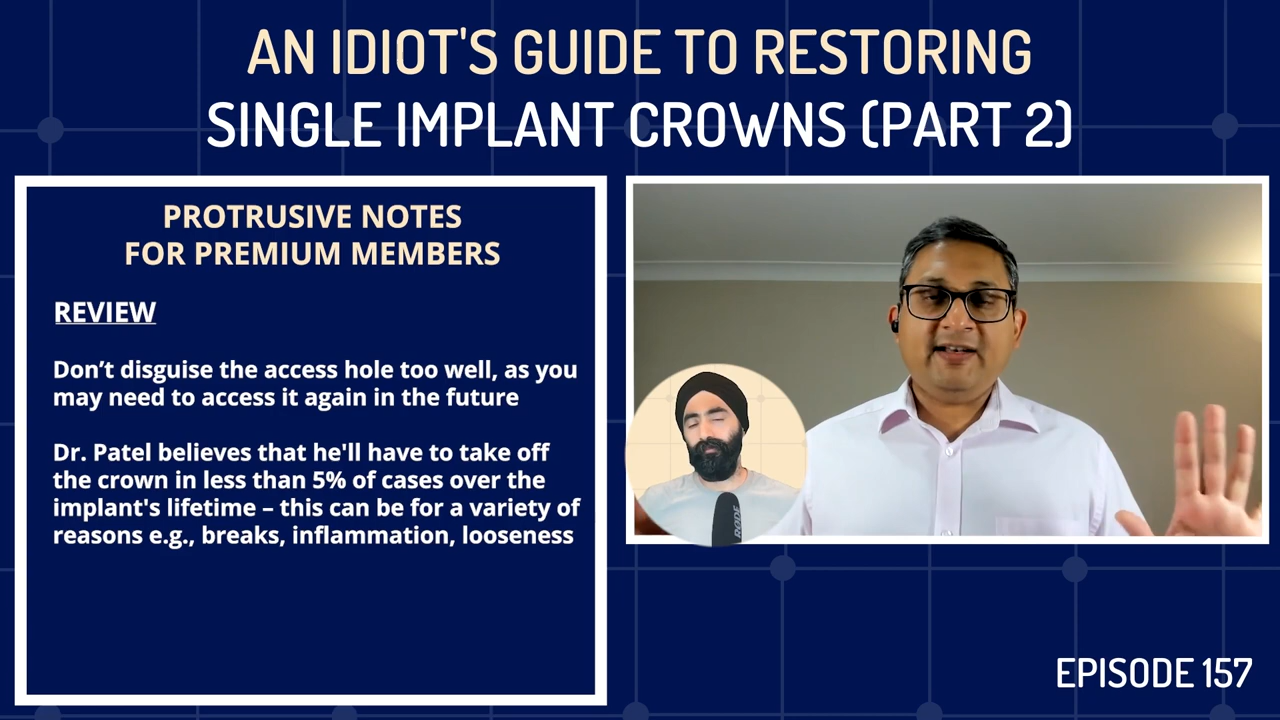 AN IDIOT'S GUIDE TO RESTORING
SINGLE IMPLANT CROWNS (PART 2)
PROTRUSIVE NOTES
FOR PREMIUM MEMBERS
REVIEW
Don’t disguise the access hole too well, as you
may need to access it again in the future
Dr. Patel believes that he'll have to take off
the crown in less than 5% of cases over the
implant's lifetime – this can be for a variety of
reasons e.g., breaks, inflammation, looseness
RODE
EPISODE 157